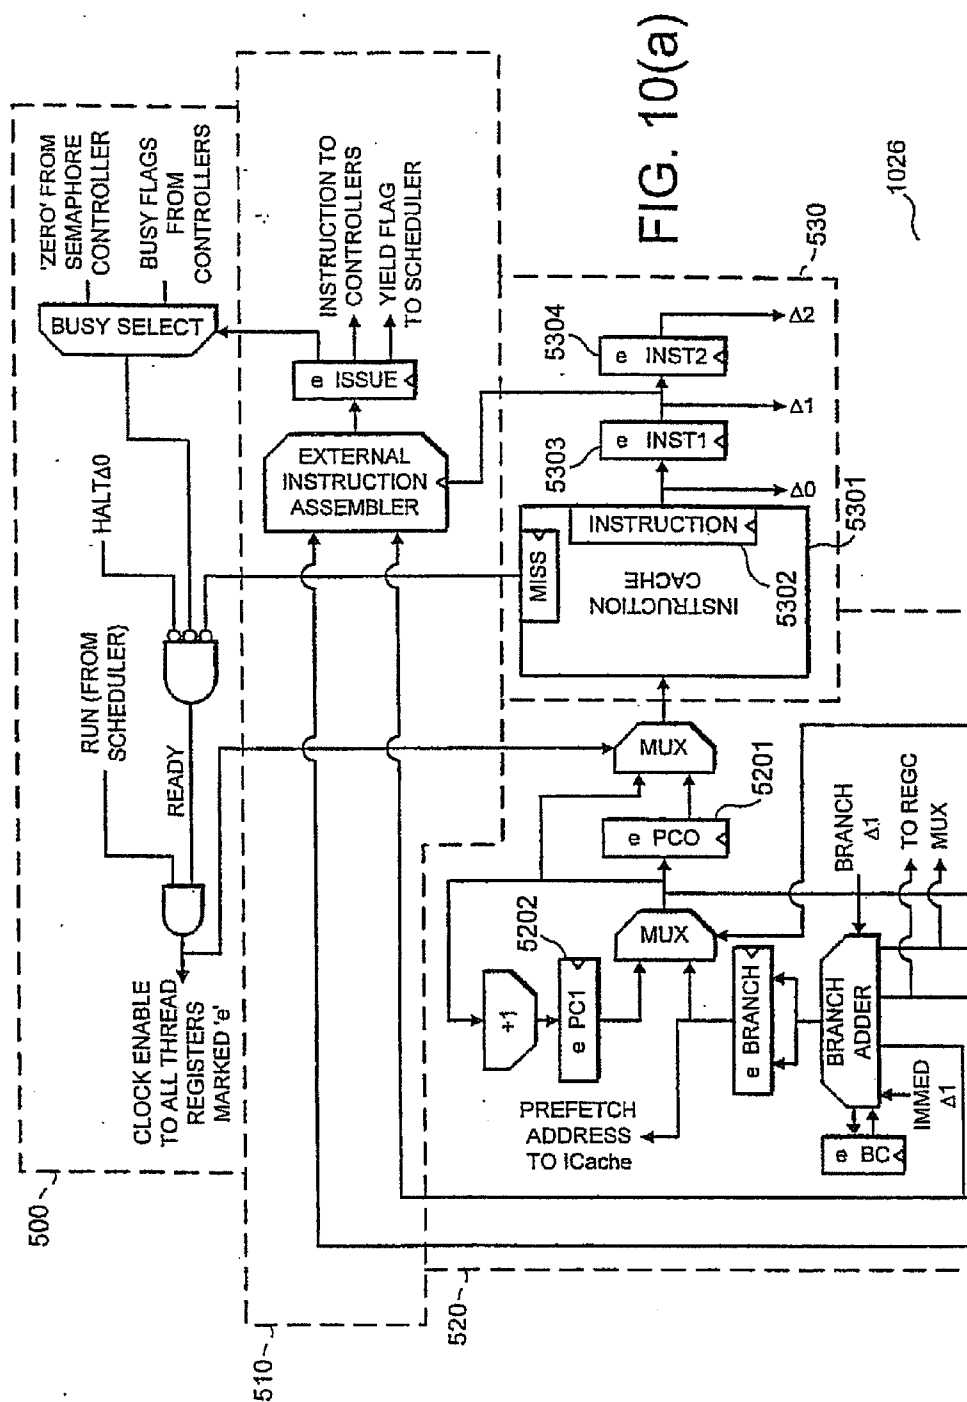 'ZERO' FROM
SEMAPHORE
CONTROLLER
BUSY FLAGS
FROM
CONTROLLERS
BUSY SELECT
HALTΔ0
RUN (FROM
SCHEDULER)
READY
CLOCK ENABLE
TO ALL THREAD
REGISTERS
MARKED 'e'
500
INSTRUCTION TO
CONTROLLERS
YIELD FLAG
TO SCHEDULER
e ISSUE
EXTERNAL
INSTRUCTION
ASSEMBLER
510
FIG. 10(a)
1026
530
5304
e INST2
Δ2
5303
e INST1
Δ1
Δ0
5301
INSTRUCTION
5302
MISS
INSTRUCTION
CACHE
MUX
5201
e PCO
5202
MUX
+1
e PC1
BRANCH
Δ1
TO REGC
MUX
e BRANCH
BRANCH
ADDER
PREFETCH
ADDRESS
TO ICache
IMMED
Δ1
e BC
520